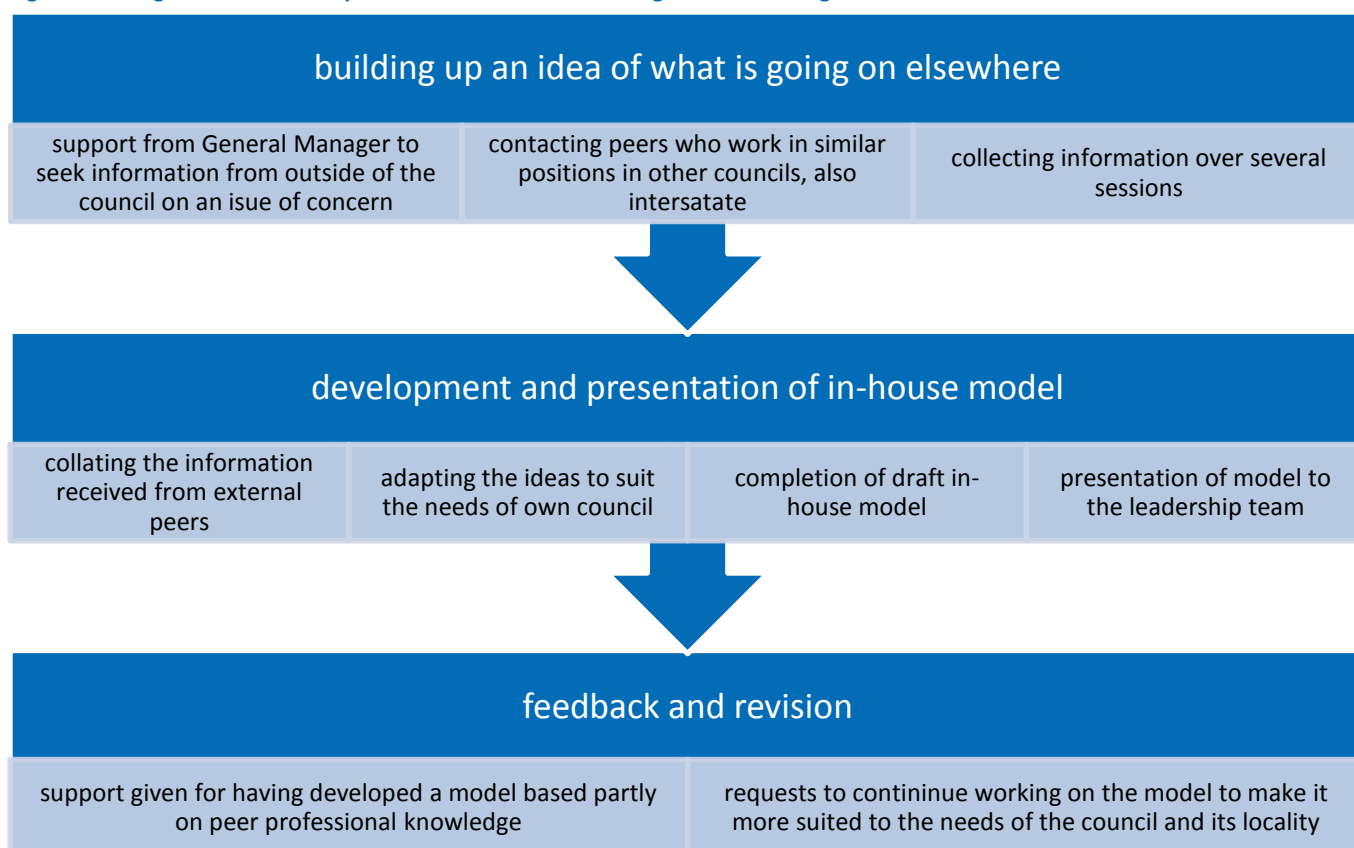 building up an idea of what is going on elsewhere
support from General Manager to
seek information from outside of the
council on an isue of concern
contacting peers who work in similar
positions in other councils, also
intersatate
collecting information over several
sessions
development and presentation of in-house model
collating the information
received from external
peers
adapting the ideas to suit
the needs of own council
completion of draft in-
house model
presentation of model to
the leadership team
feedback and revision
support given for having developed a model based partly
on peer professional knowledge
requests to contininue working on the model to make it
more suited to the needs of the council and its locality